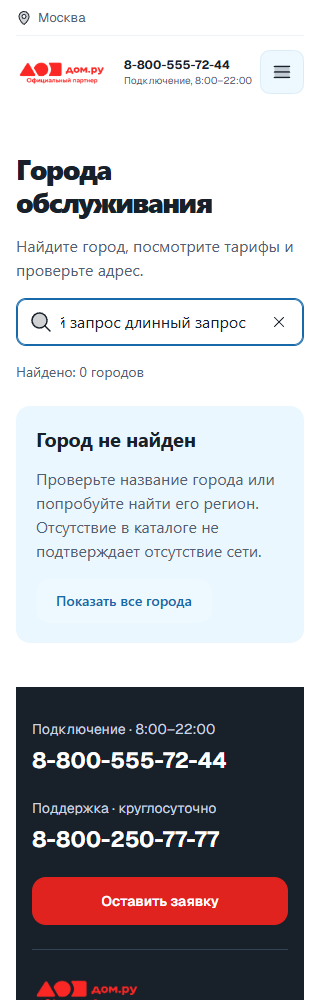 Москва
дом.ру
Официальный партнер
8-800-555-72-44
Подключение, 8:00–22:00
Города
обслуживания
Найдите город, посмотрите тарифы и
проверьте адрес.
запрос длинный запрос
Найдено: 0 городов
Город не найден
Проверьте название города или
попробуйте найти его регион.
Отсутствие в каталоге не
подтверждает отсутствие сети.
Показать все города
Подключение · 8:00–22:00
8-800-555-72-44
Поддержка · круглосуточно
8-800-250-77-77
Оставить заявку
дом.ру